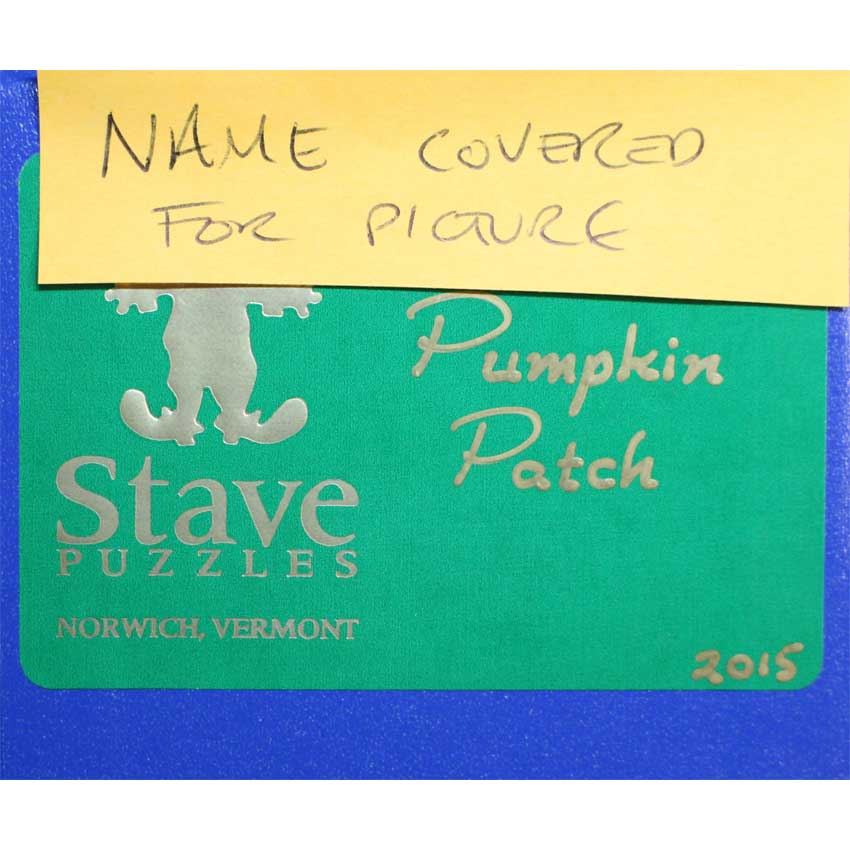 NAME COVERED
FOR PICTURE
Pumpkin
Patch
Stave
PUZZLES
NORWICH, VERMONT
2015